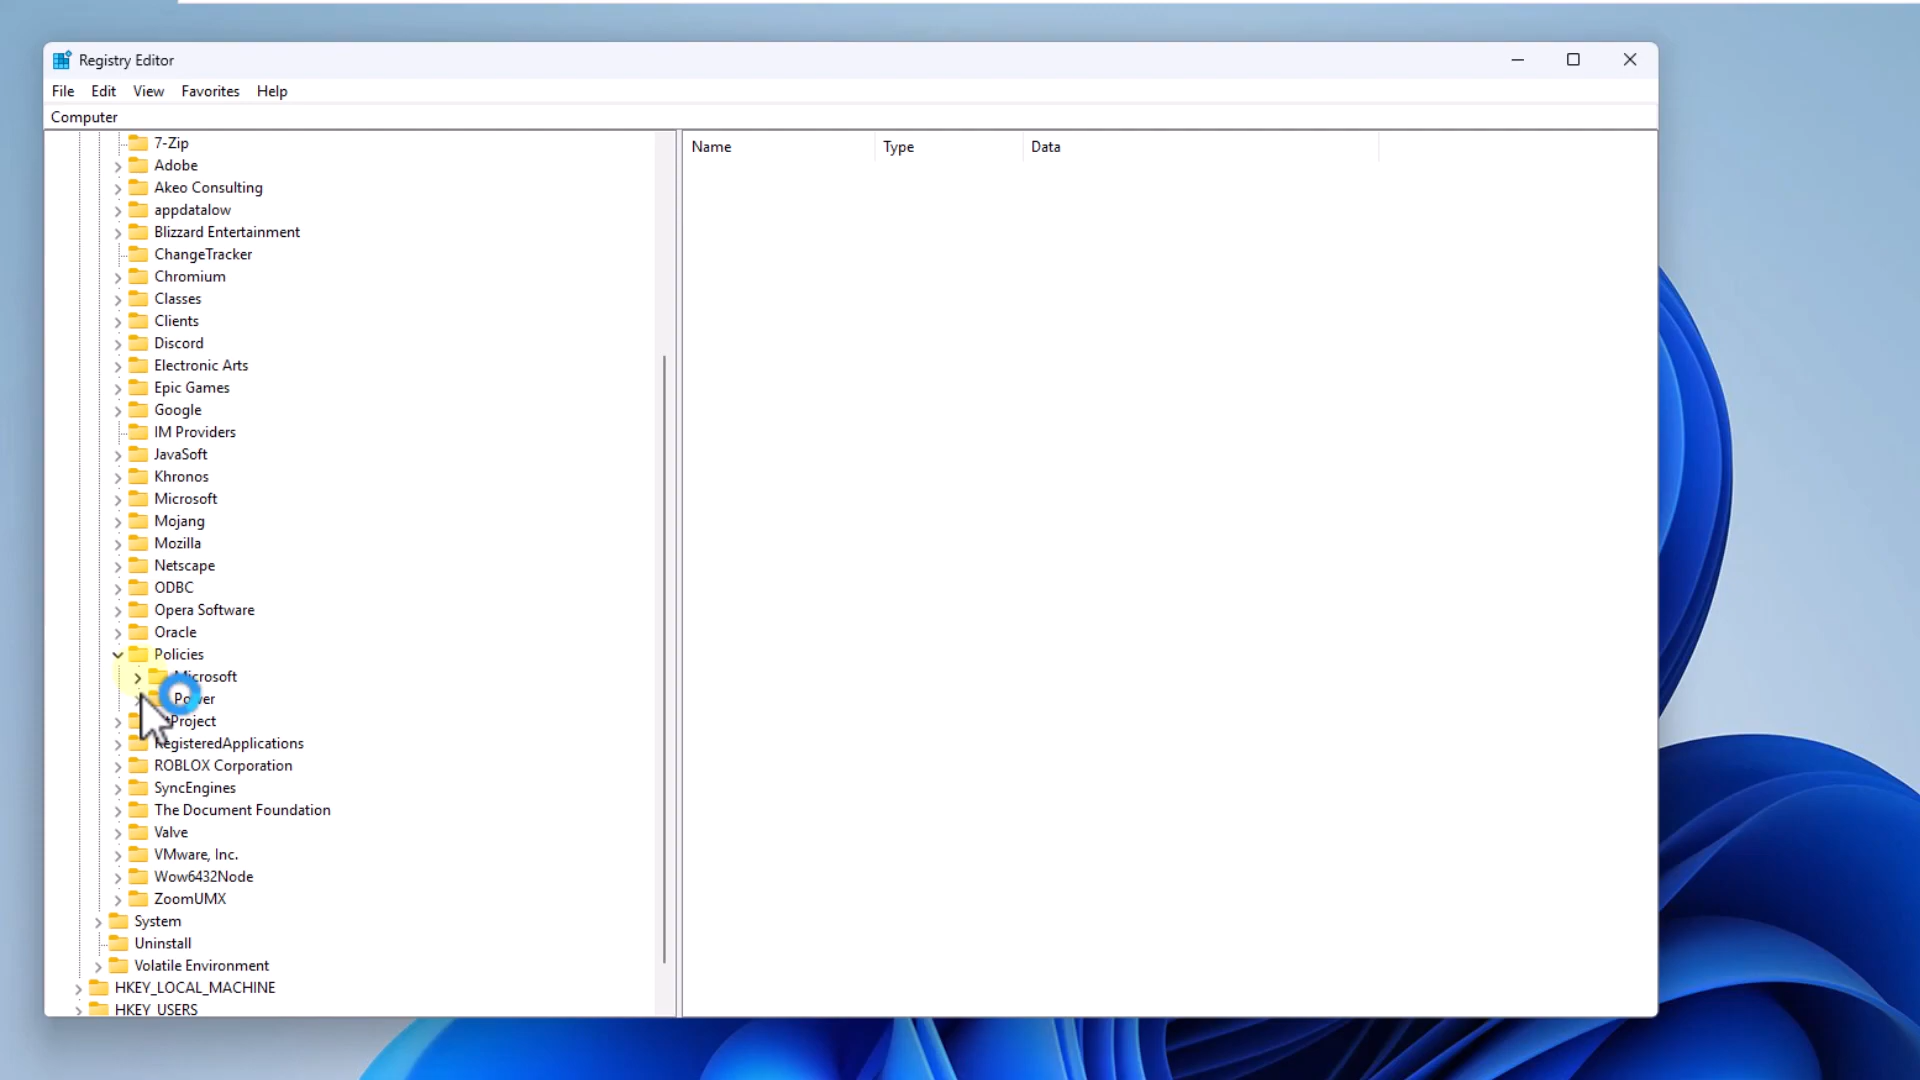 Registry Editor
File Edit View Favorites Help
Computer
Name Type Data
7-Zip
Adobe
Akeo Consulting
appdatalow
Blizzard Entertainment
ChangeTracker
Chromium
Classes
Clients
Discord
Electronic Arts
Epic Games
Google
IM Providers
JavaSoft
Khronos
Microsoft
Mojang
Mozilla
Netscape
ODBC
Opera Software
Oracle
Policies
Microsoft
Power
RegisteredApplications
ROBLOX Corporation
SyncEngines
The Document Foundation
Valve
VMware, Inc.
Wow6432Node
ZoomUMX
System
Uninstall
Volatile Environment
HKEY_LOCAL_MACHINE
HKEY_USERS